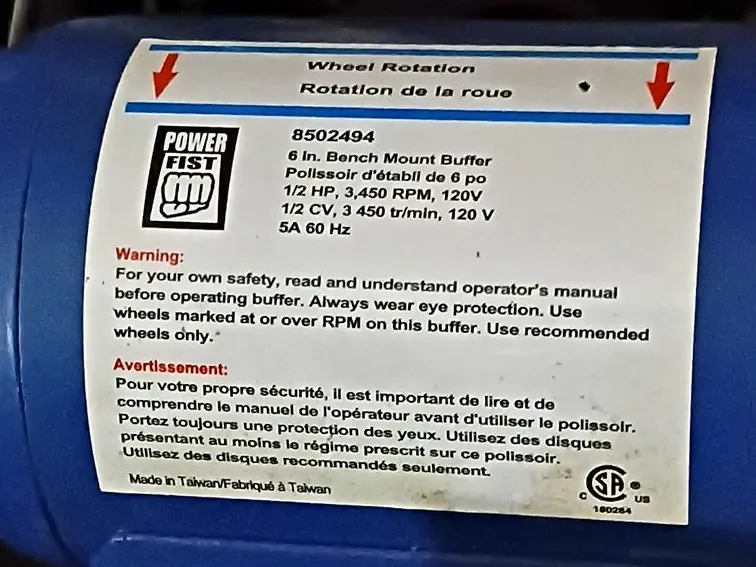 Wheel Rotation
Rotation de la roue
POWER
FIST
8502494
6 In. Bench Mount Buffer
Polissoir d'établi de 6 po
1/2 HP, 3,450 RPM, 120V
1/2 CV, 3 450 tr/min, 120 V
5A 60 Hz
Warning:
For your own safety, read and understand operator's manual
before operating buffer. Always wear eye protection. Use
wheels marked at or over RPM on this buffer. Use recommended
wheels only.
Avertissement:
Pour votre propre sécurité, il est important de lire et de
comprendre le manuel de l'opérateur avant d'utiliser le polissoir.
Portez toujours une protection des yeux. Utilisez des disques
présentant au moins le régime prescrit sur ce polissoir.
Utilisez des disques recommandés seulement.
Made in Taiwan/Fabriqué à Taiwan
C SA ® US
160264